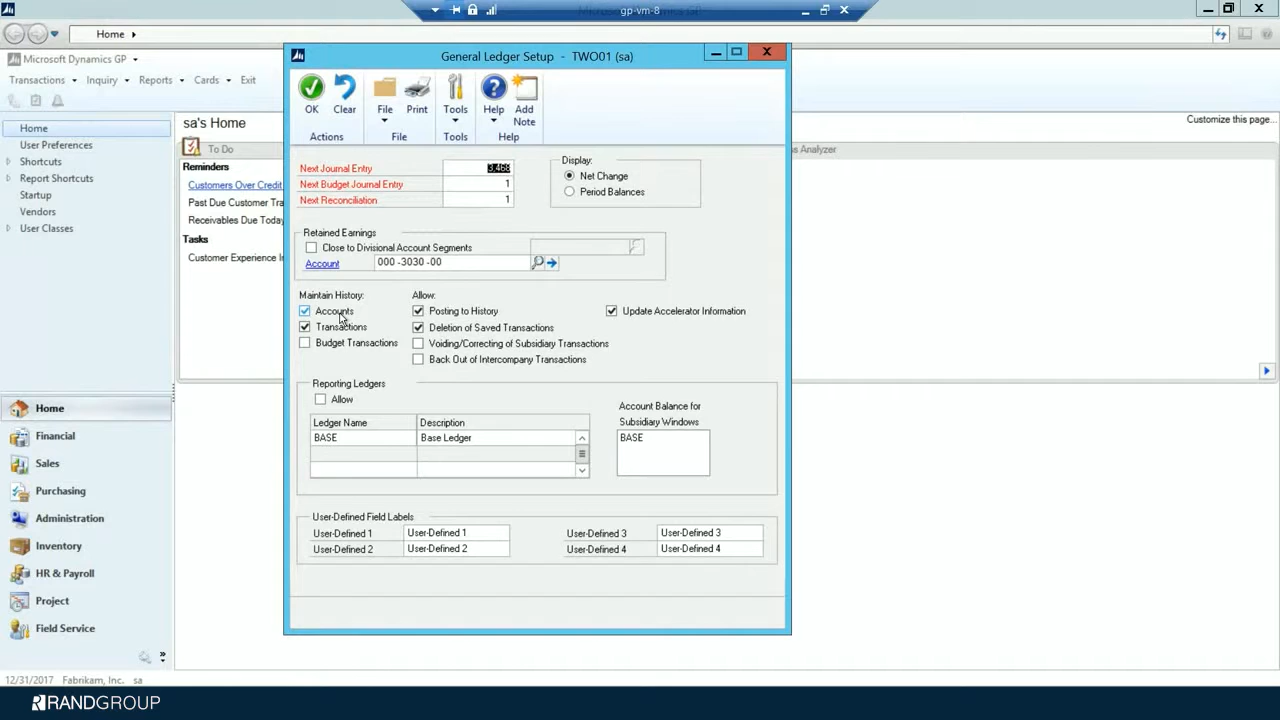 gp-vm-8
Home
Microsoft Dynamics GP
Transactions Inquiry Reports Cards Exit
Home
User Preferences
Shortcuts
Report Shortcuts
Startup
Vendors
User Classes
Home
Financial
Sales
Purchasing
Administration
Inventory
HR & Payroll
Project
Field Service
12/31/2017 Fabrikam, Inc. sa
sa's Home
Customize this page...
To Do
Analyzer
Reminders
Customers Over Credit
Past Due Customer
Receivables Due Today
Tasks
Customer Experience
General Ledger Setup - TWO01 (sa)
OK Clear File Print Tools Help Add Note
Actions File Tools Help
Next Journal Entry 3,468
Next Budget Journal Entry 1
Next Reconciliation 1
Display:
Net Change
Period Balances
Retained Earnings
Close to Divisional Account Segments
Account 000 -3030 -00
Maintain History: Allow:
Accounts Posting to History Update Accelerator Information
Transactions Deletion of Saved Transactions
Budget Transactions Voiding/Correcting of Subsidiary Transactions
Back Out of Intercompany Transactions
Reporting Ledgers
Allow
Ledger Name Description
BASE Base Ledger
Account Balance for
Subsidiary Windows
BASE
User-Defined Field Labels
User-Defined 1 User-Defined 1 User-Defined 3 User-Defined 3
User-Defined 2 User-Defined 2 User-Defined 4 User-Defined 4
RANDGROUP